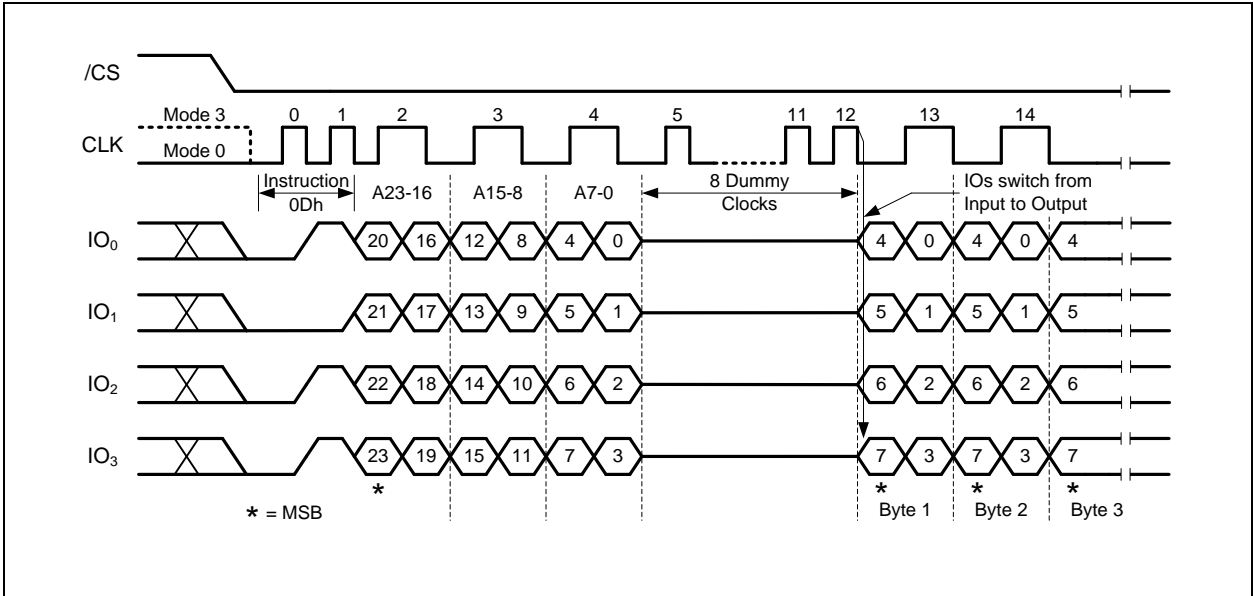 /CS
Mode 3 0 1 2 3 4 5 11 12 13 14
CLK
Mode 0
Instruction
0Dh
A23-16 A15-8 A7-0
8 Dummy
Clocks
IOs switch from
Input to Output
IO₀ 20 16 12 8 4 0 4 0 4 0 4
IO₁ 21 17 13 9 5 1 5 1 5 1 5
IO₂ 22 18 14 10 6 2 6 2 6 2 6
IO₃ 23 19 15 11 7 3 7 3 7 3 7
* * * *
* = MSB Byte 1 Byte 2 Byte 3